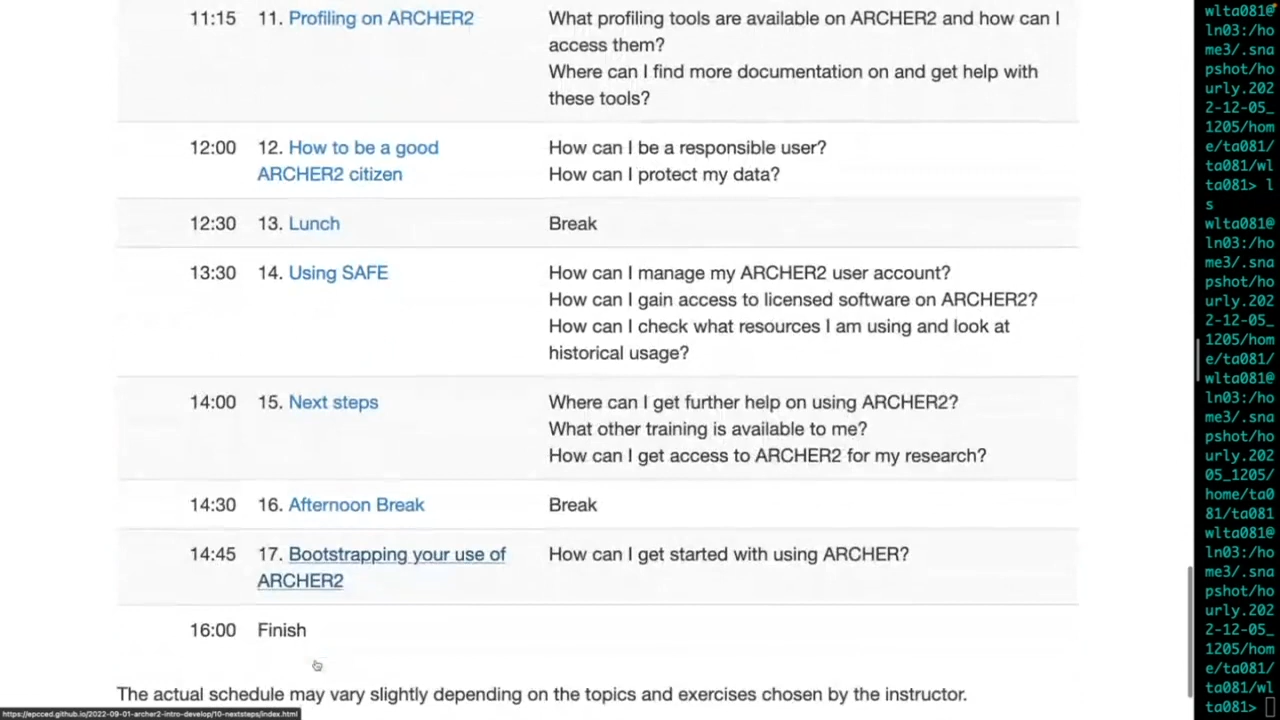 11:15 11. Profiling on ARCHER2 What profiling tools are available on ARCHER2 and how can I
access them?
Where can I find more documentation on and get help with
these tools?
12:00 12. How to be a good How can I be a responsible user?
ARCHER2 citizen How can I protect my data?
12:30 13. Lunch Break
13:30 14. Using SAFE How can I manage my ARCHER2 user account?
How can I gain access to licensed software on ARCHER2?
How can I check what resources I am using and look at
historical usage?
14:00 15. Next steps Where can I get further help on using ARCHER2?
What other training is available to me?
How can I get access to ARCHER2 for my research?
14:30 16. Afternoon Break Break
14:45 17. Bootstrapping your use of How can I get started with using ARCHER?
ARCHER2
16:00 Finish
The actual schedule may vary slightly depending on the topics and exercises chosen by the instructor.
https://epcced.github.io/2022-09-01-archer2-intro-develop/10-nextsteps/index.html
wlta081@
ln03:/ho
me3/.sna
pshot/ho
urly.202
2-12-05_
1205/hom
e/ta081/
ta081/wl
ta081> l
s
wlta081@
ln03:/ho
me3/.sna
pshot/ho
urly.202
2-12-05_
1205/hom
e/ta081/
wlta081@
ln03:/ho
me3/.sna
pshot/ho
urly.202
05_1205/
home/ta0
81/ta081
wlta081@
ln03:/ho
me3/.sna
pshot/ho
urly.202
2-12-05_
1205/hom
e/ta081/
ta081/wl
ta081>